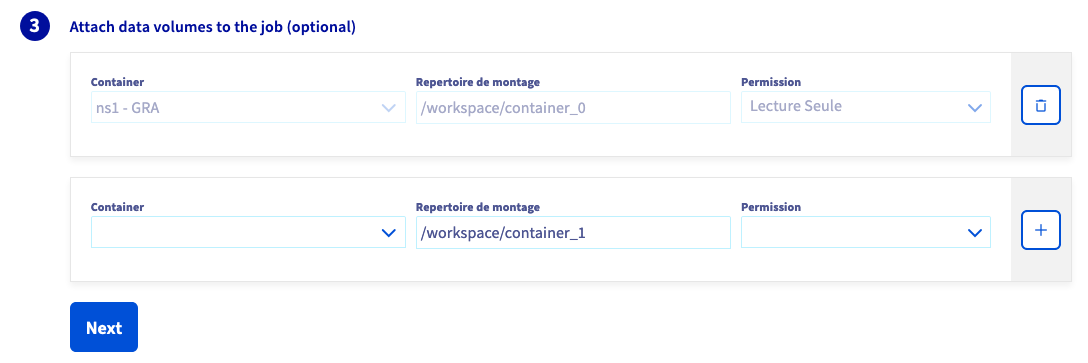 3 Attach data volumes to the job (optional)
Container Repertoire de montage Permission
ns1 - GRA /workspace/container_0 Lecture Seule
Container Repertoire de montage Permission
/workspace/container_1
Next